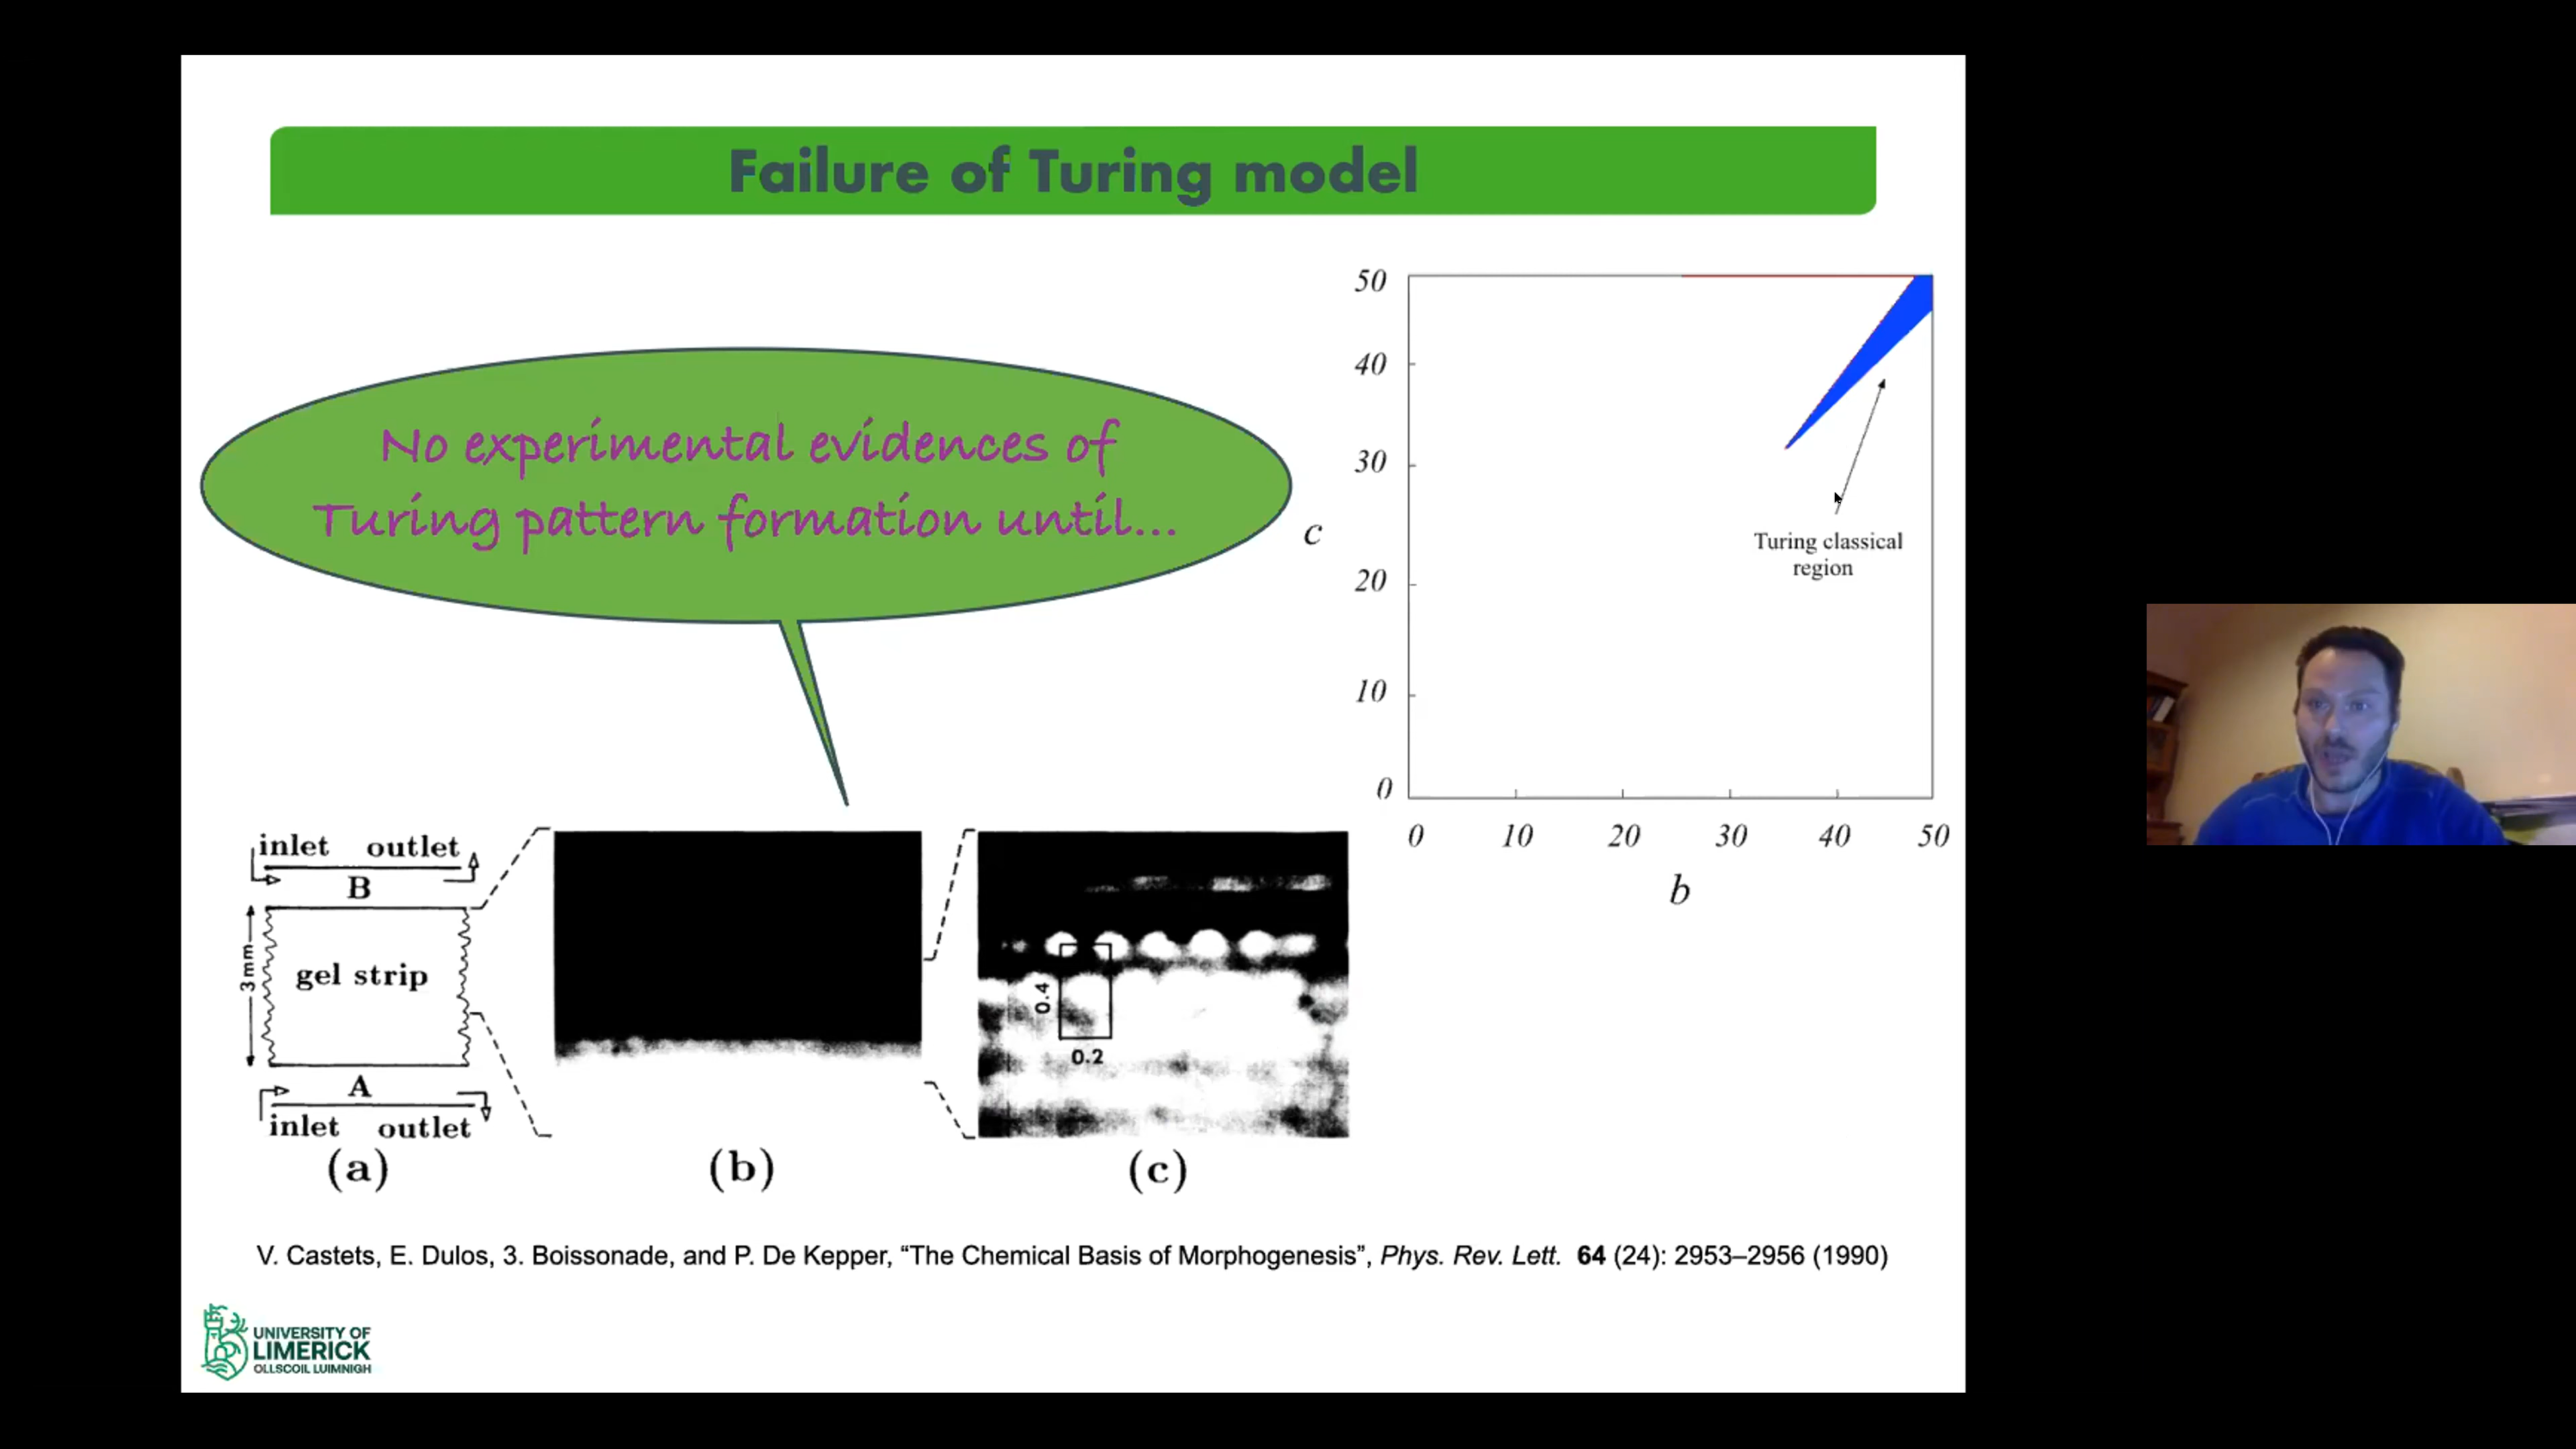 Failure of Turing model
No experimental evidences of
Turing pattern formation until...
50
40
30
20
10
0
c
Turing classical
region
0 10 20 30 40 50
b
inlet outlet
B
3mm
gel strip
A
inlet outlet
(a)
(b)
0.4
0.2
(c)
V. Castets, E. Dulos, 3. Boissonade, and P. De Kepper, “The Chemical Basis of Morphogenesis”, Phys. Rev. Lett. 64 (24): 2953–2956 (1990)
UNIVERSITY OF
LIMERICK
OLLSCOIL LUIMNIGH